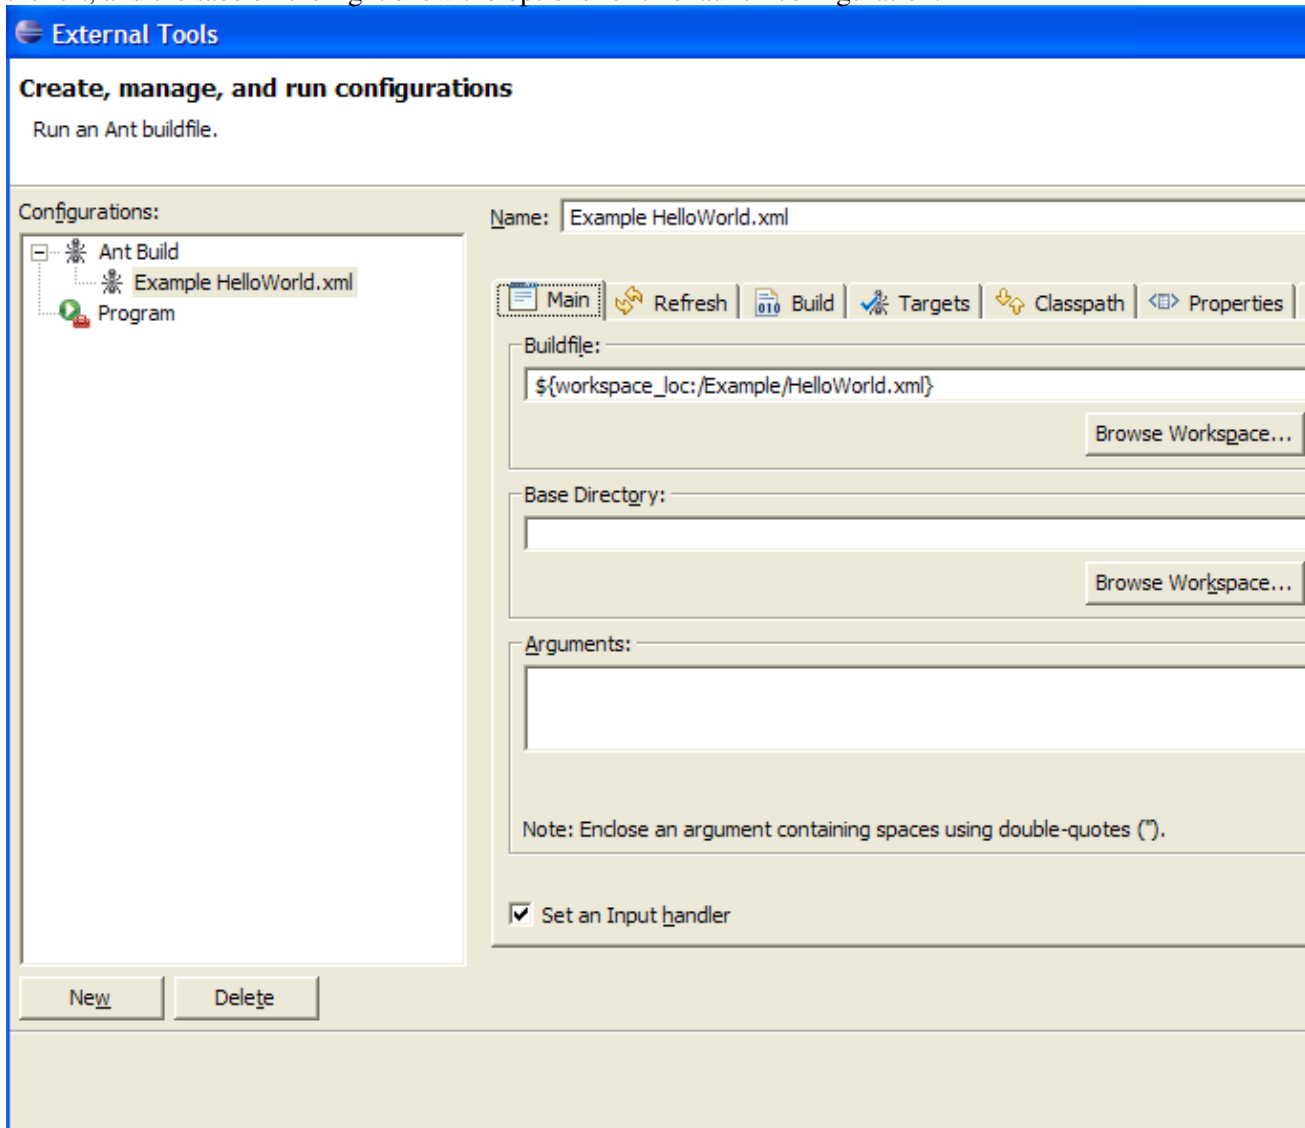 External Tools
Create, manage, and run configurations
Run an Ant buildfile.
Configurations:
Name: Example HelloWorld.xml
Ant Build
Example HelloWorld.xml
Program
Main Refresh Build Targets Classpath Properties
Buildfile:
${workspace_loc:/Example/HelloWorld.xml}
Browse Workspace...
Base Directory:
Browse Workspace...
Arguments:
Note: Enclose an argument containing spaces using double-quotes (").
Set an Input handler
New Delete